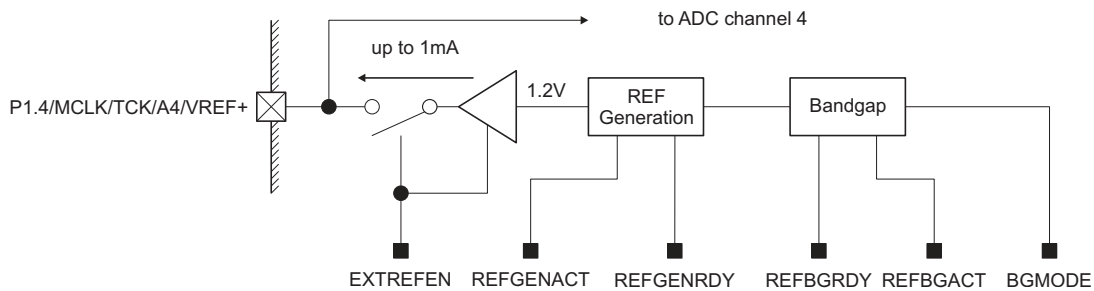 to ADC channel 4
up to 1mA
P1.4/MCLK/TCK/A4/VREF+
1.2V
REF
Generation
Bandgap
EXTREFEN
REFGENACT
REFGENRDY
REFBGRDY
REFBGACT
BGMODE